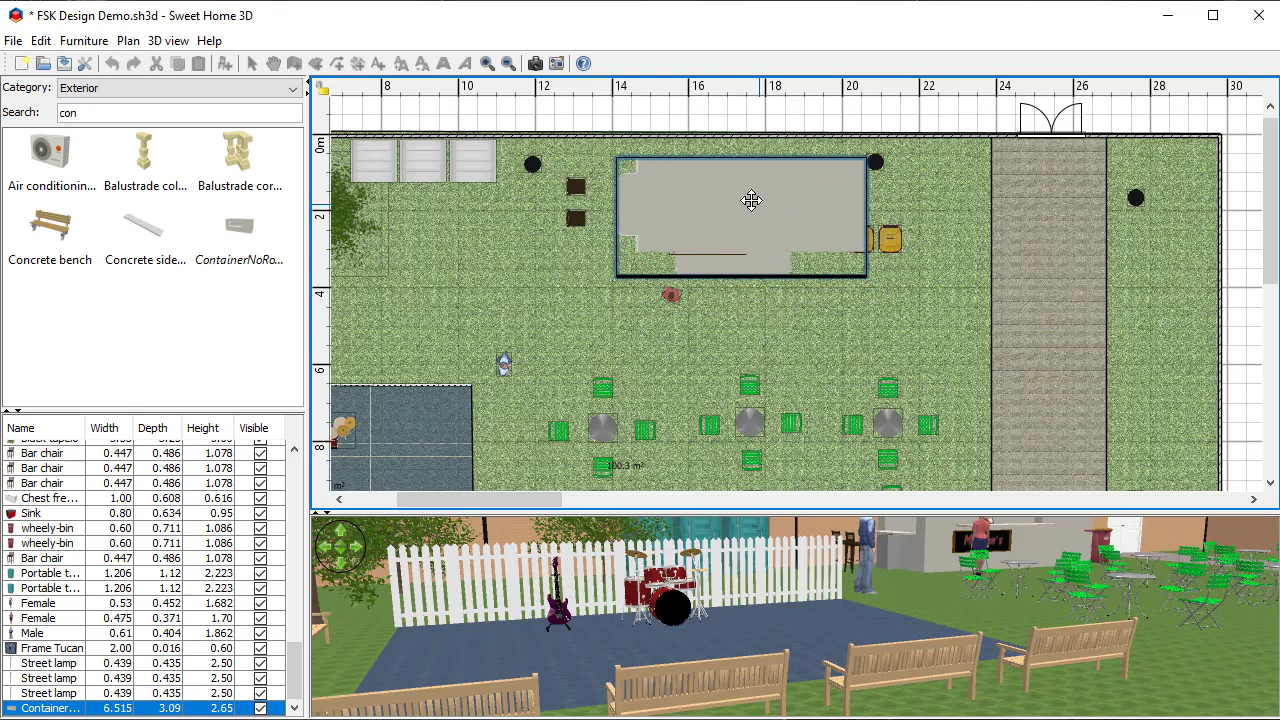 * FSK Design Demo.sh3d - Sweet Home 3D
File Edit Furniture Plan 3D view Help
Category: Exterior
Search: con
Air conditionin...
Balustrade col...
Balustrade cor...
Concrete bench
Concrete side...
ContainerNoRo...
8 10 12 14 16 18 20 22 24 26 28 30
0m
2
4
6
8
100.3 m²
m²
Name Width Depth Height Visible
Bar chair 0.447 0.486 1.078
Bar chair 0.447 0.486 1.078
Bar chair 0.447 0.486 1.078
Chest fre... 1.00 0.608 0.616
Sink 0.80 0.634 0.95
wheely-bin 0.60 0.711 1.086
wheely-bin 0.60 0.711 1.086
Bar chair 0.447 0.486 1.078
Portable t... 1.206 1.12 2.223
Portable t... 1.206 1.12 2.223
Female 0.53 0.452 1.682
Female 0.475 0.371 1.70
Male 0.61 0.404 1.862
Frame Tucan 2.00 0.016 0.60
Street lamp 0.439 0.435 2.50
Street lamp 0.439 0.435 2.50
Street lamp 0.439 0.435 2.50
Container... 6.515 3.09 2.65